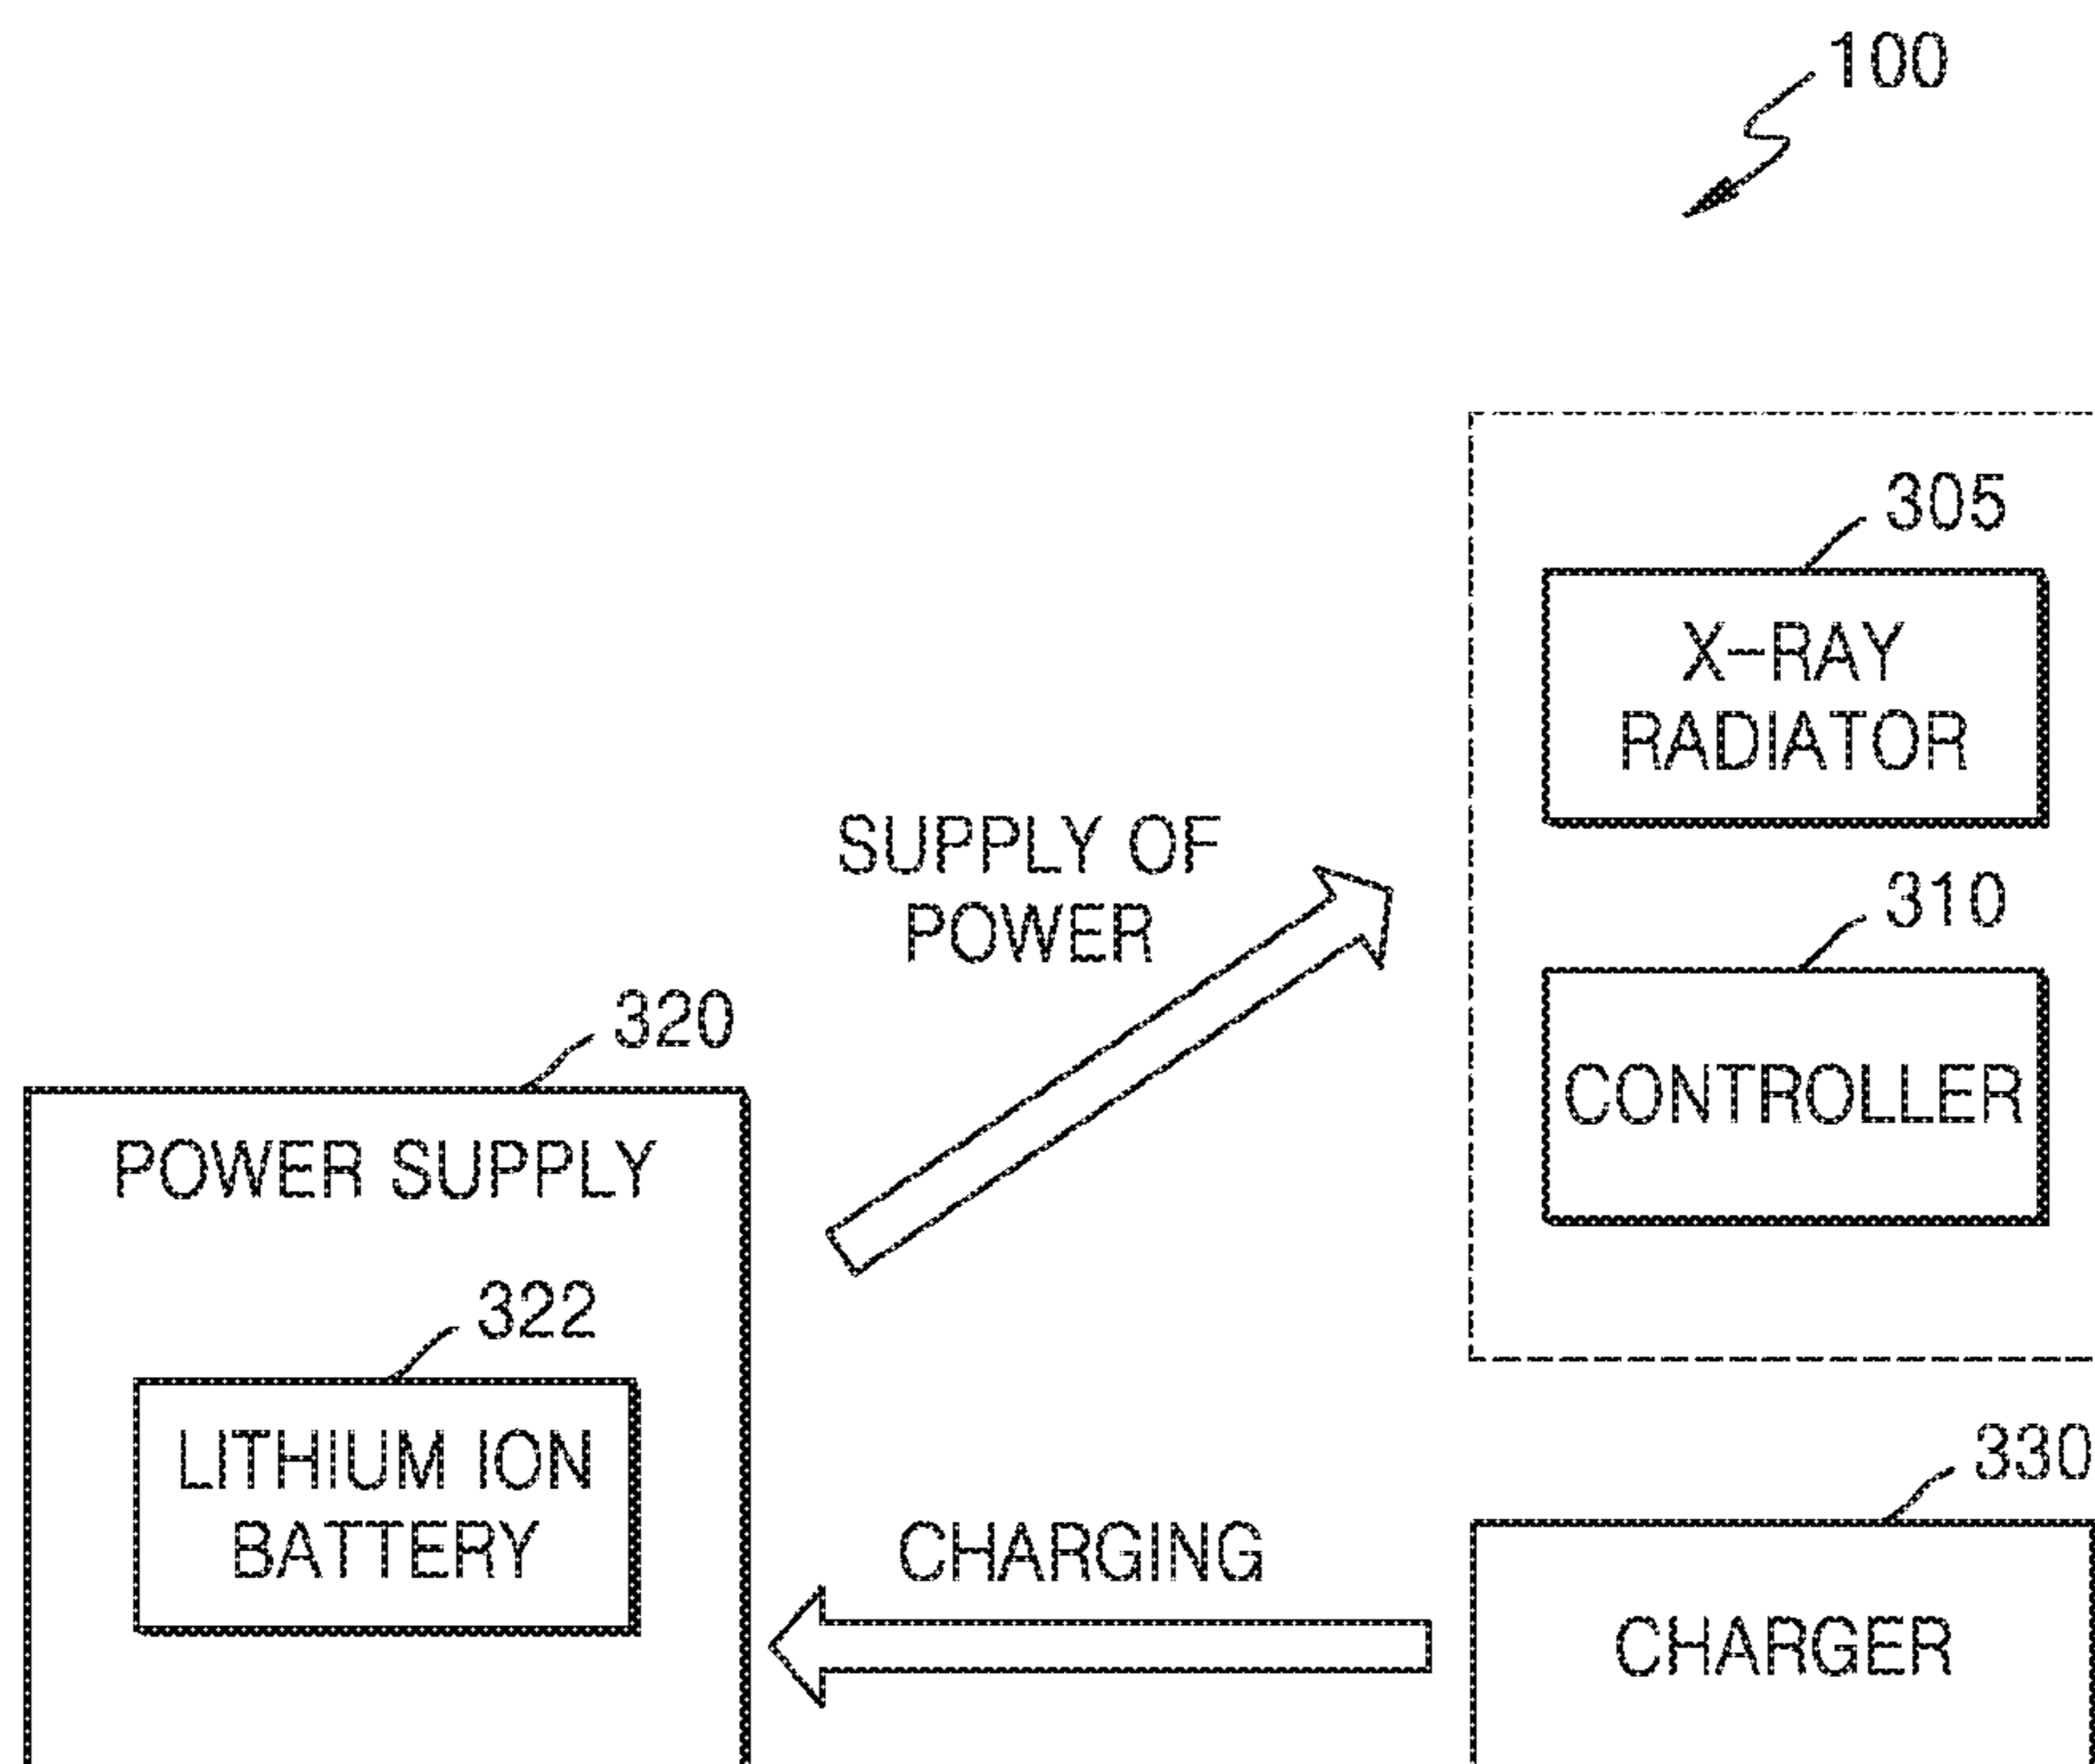 100
305
X-RAY
RADIATOR
SUPPLY OF
POWER
310
CONTROLLER
320
POWER SUPPLY
322
LITHIUM ION
BATTERY
330
CHARGING
CHARGER